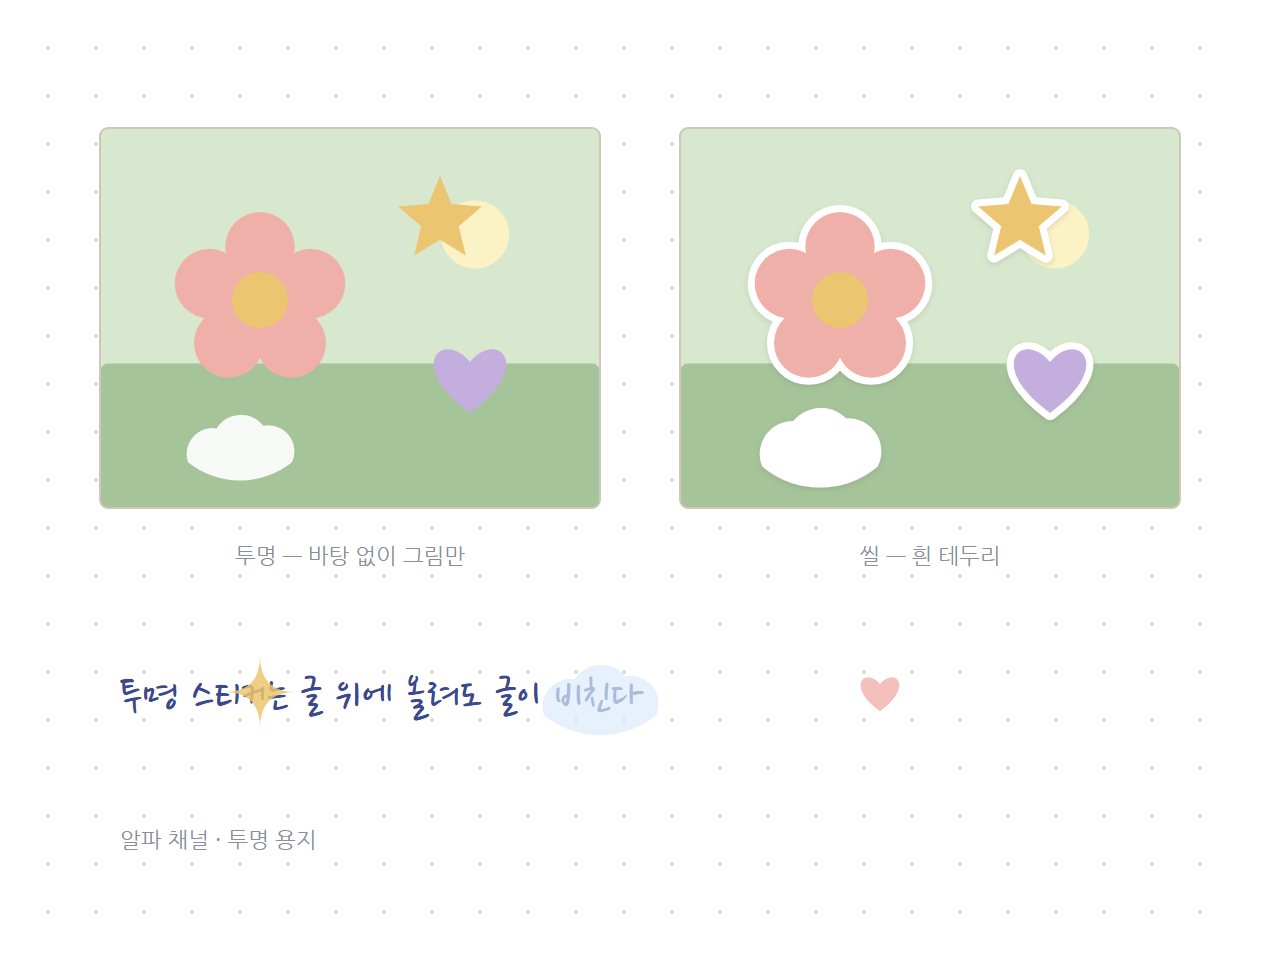 투명 — 바탕 없이 그림만
씰 — 흰 테두리
투명 스티커는 글 위에 올려도 글이 비친다
알파 채널 · 투명 용지